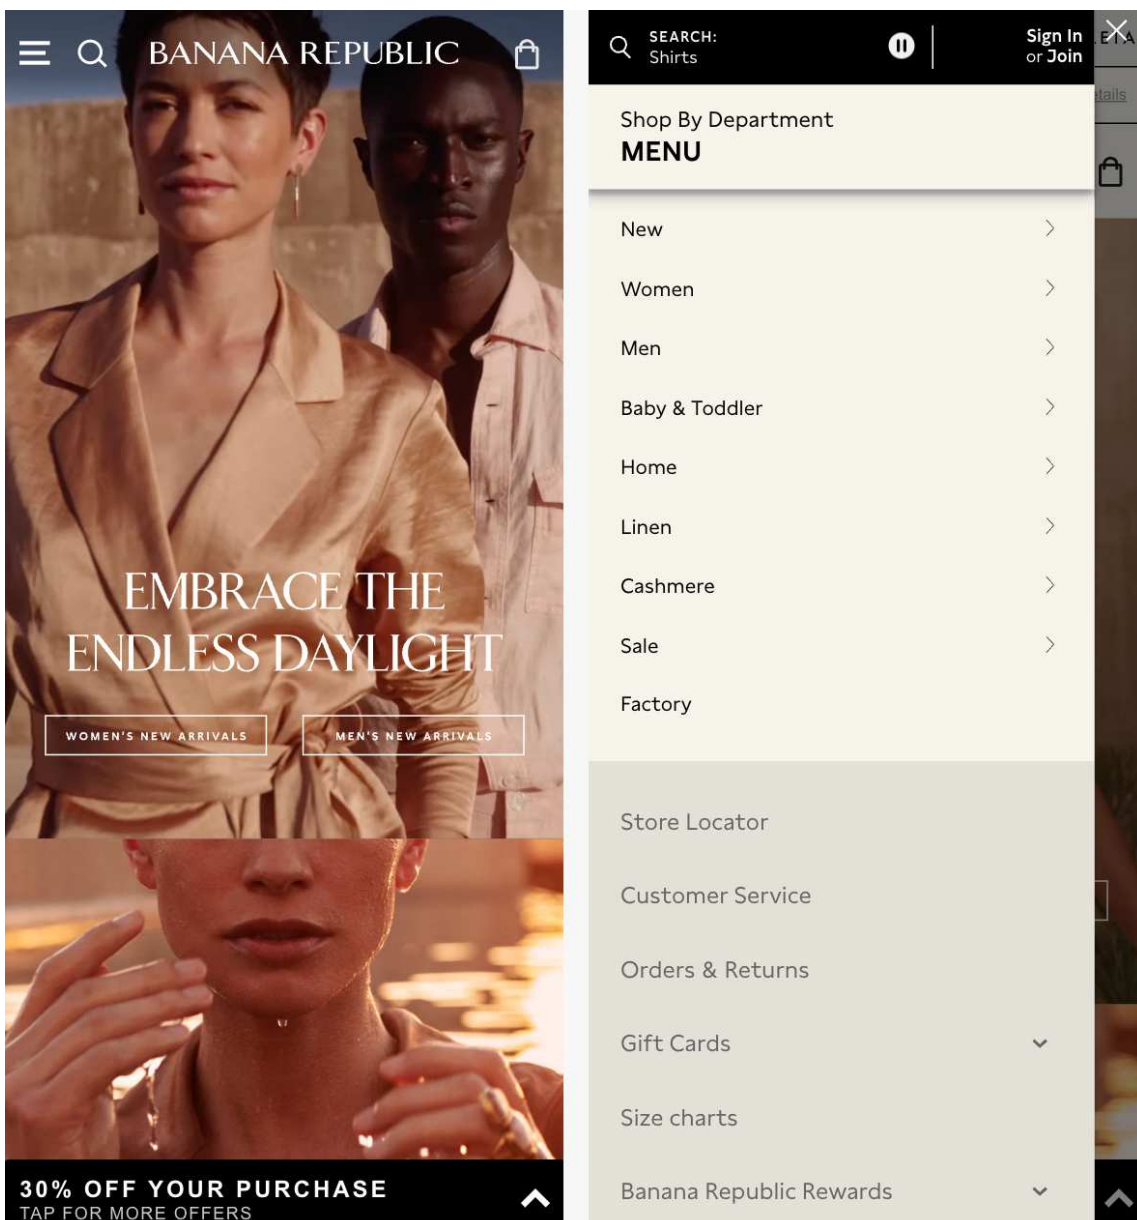 BANANA REPUBLIC
EMBRACE THE
ENDLESS DAYLIGHT
WOMEN'S NEW ARRIVALS
MEN'S NEW ARRIVALS
30% OFF YOUR PURCHASE
TAP FOR MORE OFFERS
SEARCH:
Shirts
Sign In
or Join
Shop By Department
MENU
New
Women
Men
Baby & Toddler
Home
Linen
Cashmere
Sale
Factory
Store Locator
Customer Service
Orders & Returns
Gift Cards
Size charts
Banana Republic Rewards